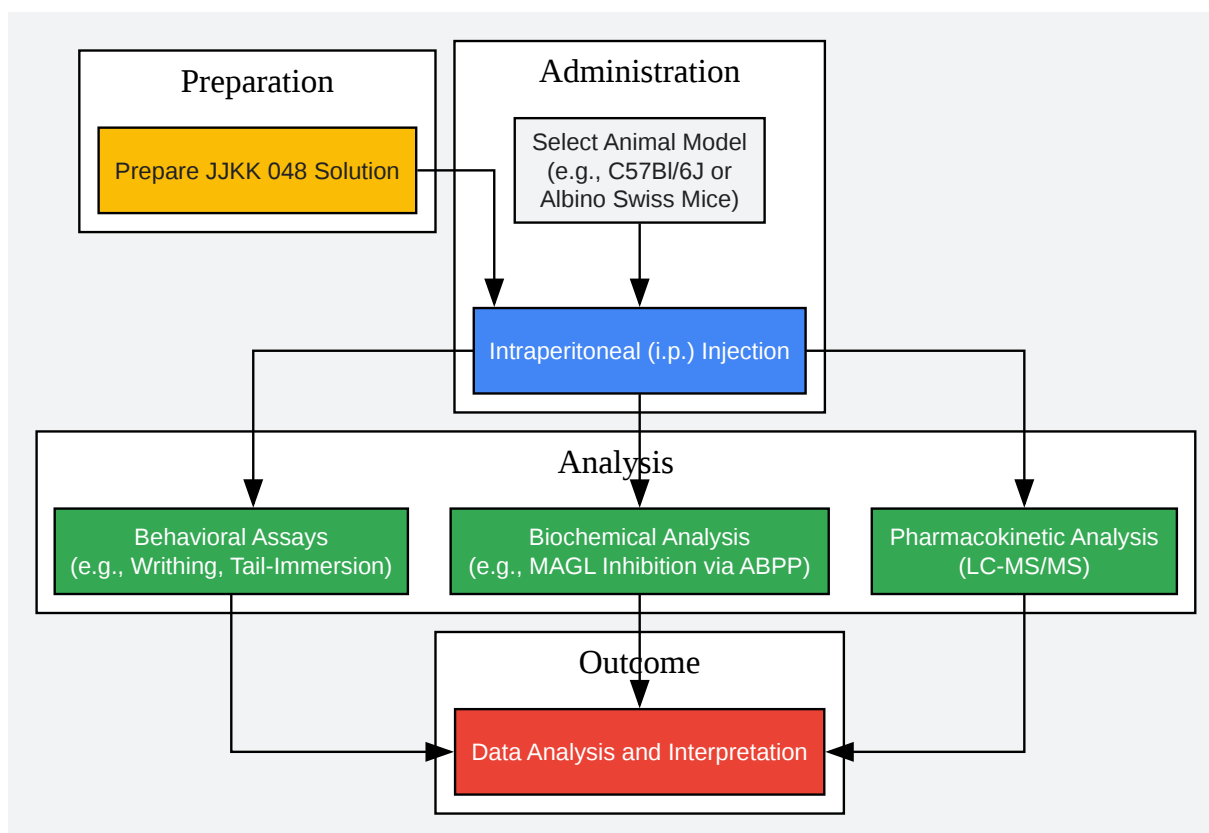 Preparation
Prepare JJKK 048 Solution
Administration
Select Animal Model
(e.g., C57Bl/6J or
Albino Swiss Mice)
Intraperitoneal (i.p.) Injection
Analysis
Behavioral Assays
(e.g., Writhing, Tail-Immersion)
Biochemical Analysis
(e.g., MAGL Inhibition via ABPP)
Pharmacokinetic Analysis
(LC-MS/MS)
Outcome
Data Analysis and Interpretation